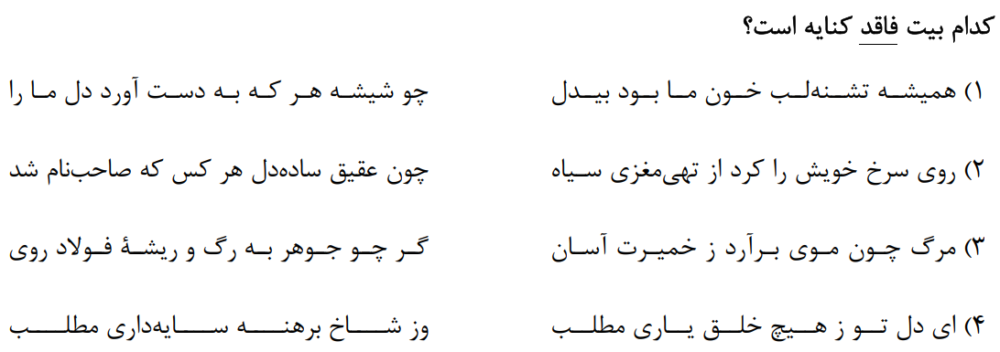 کدام بیت فاقد کنایه است؟
۱) همیشه تشنه‌لب خون ما بود بیدل چو شیشه هر که به دست آورد دل ما را
۲) روی سرخ خویش را کرد از تهی‌مغزی سیاه چون عقیق ساده‌دل هر کس که صاحب‌نام شد
۳) مرگ چون موی برآرد ز خمیرت آسان گر چو جوهر به رگ و ریشهٔ فولاد روی
۴) ای دل تو ز هیچ خلق یاری مطلب وز شاخ برهنه سایه‌داری مطلب